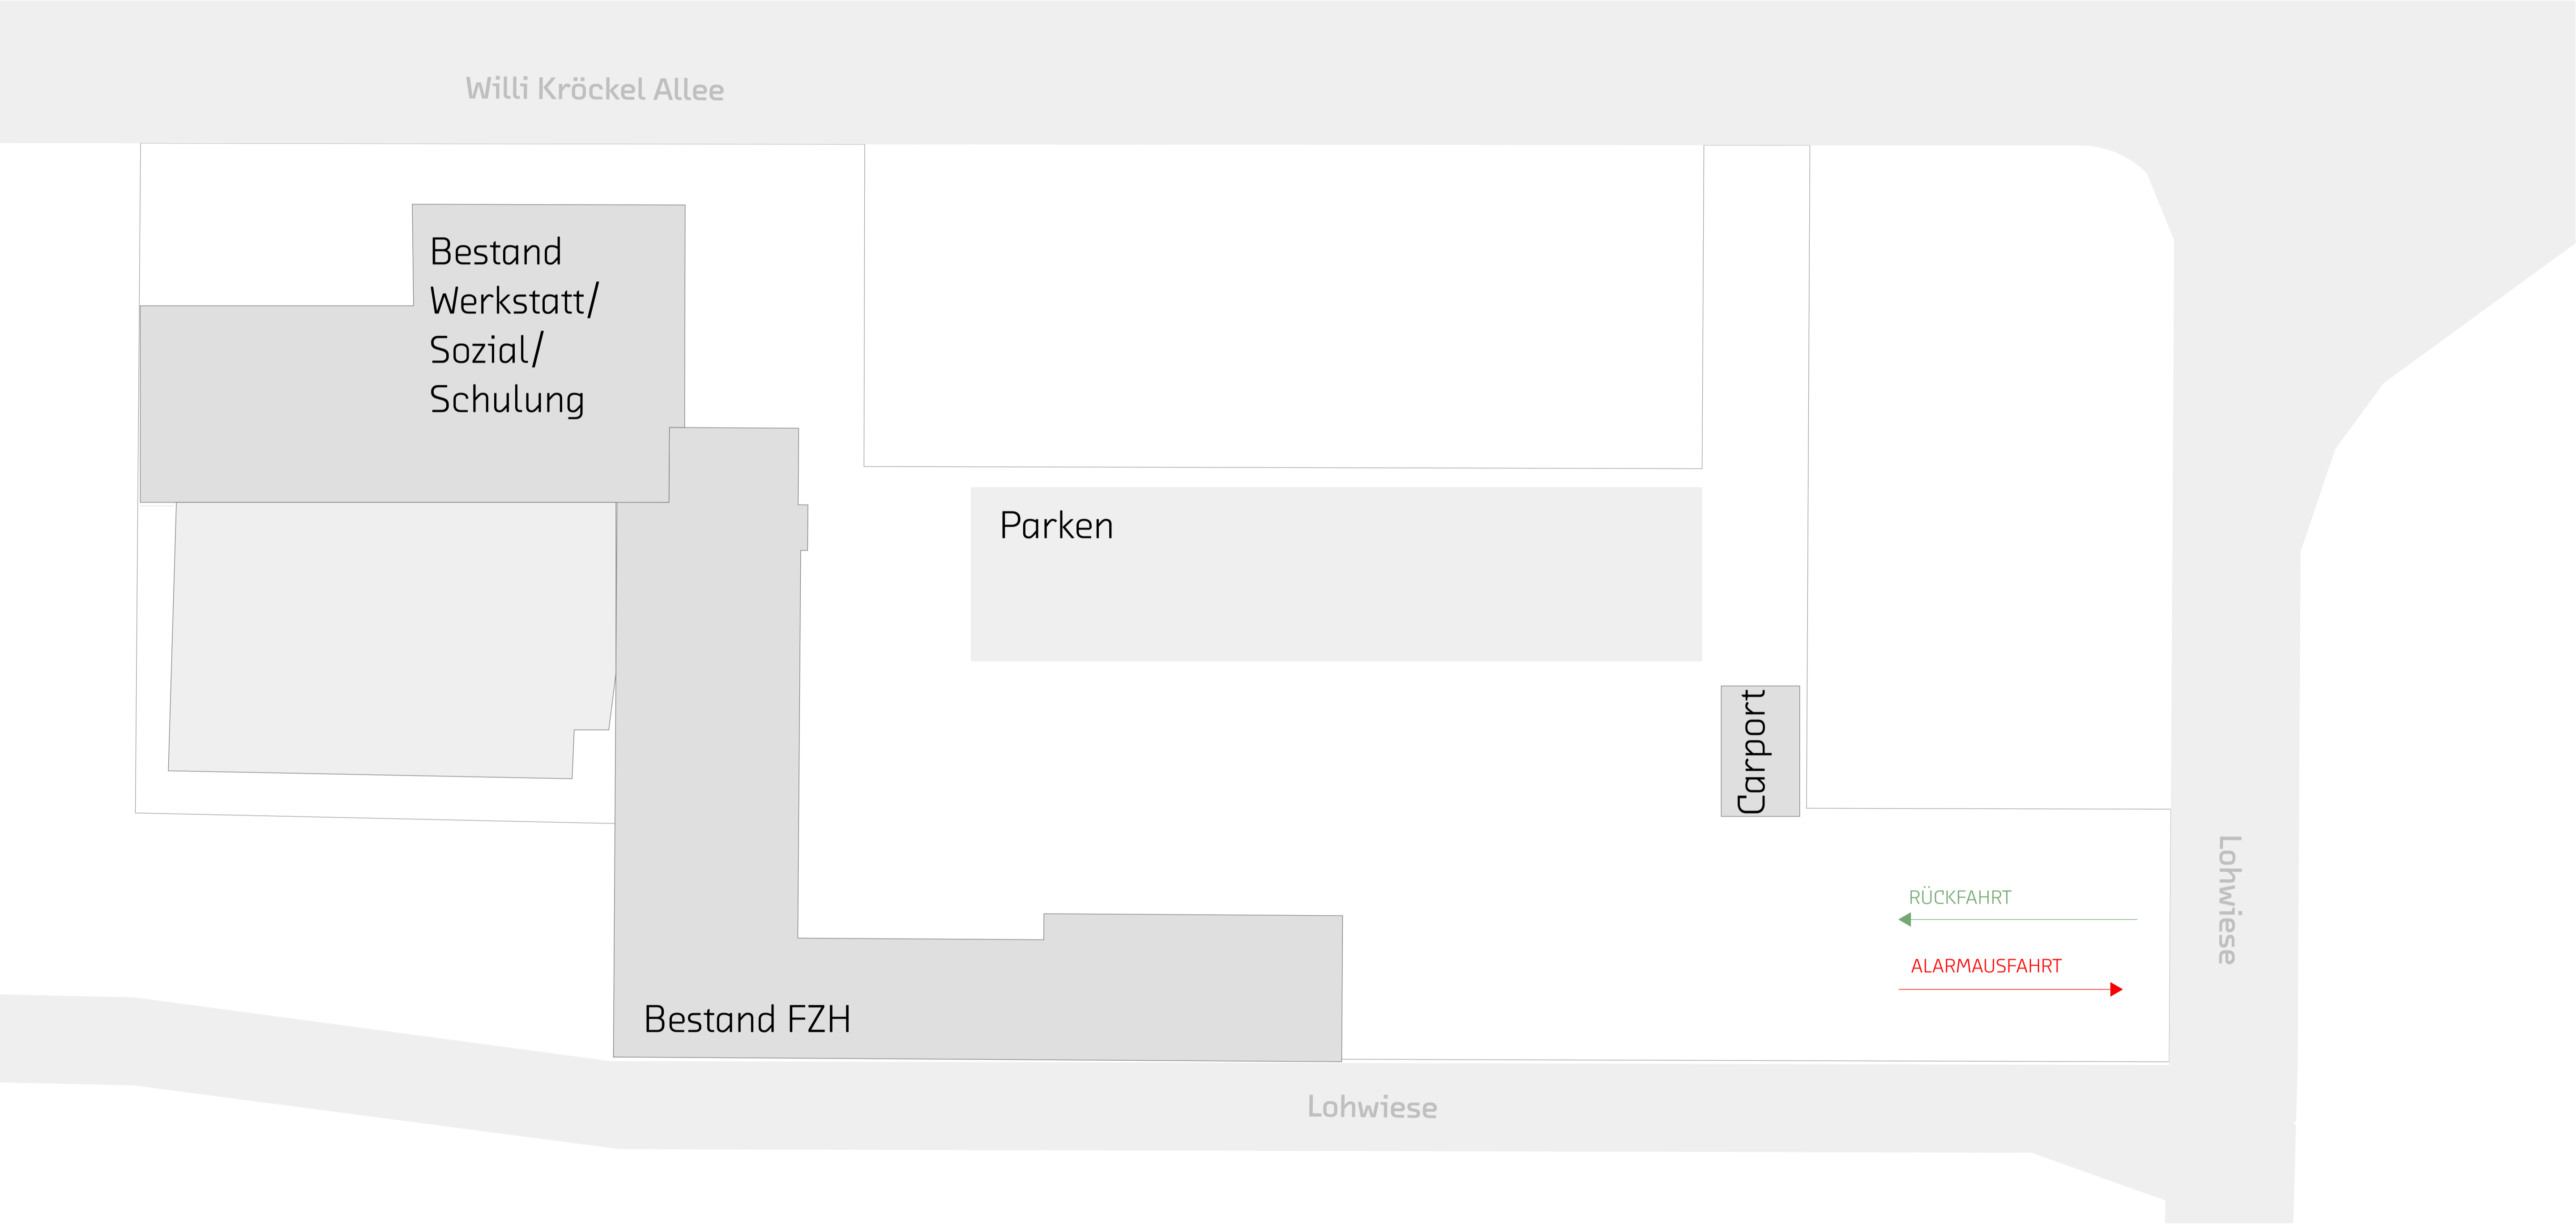 Willi Kröckel Allee
Bestand
Werkstatt/
Sozial/
Schulung
Parken
Carport
RÜCKFAHRT
ALARMAUSFAHRT
Lohwiese
Bestand FZH
Lohwiese